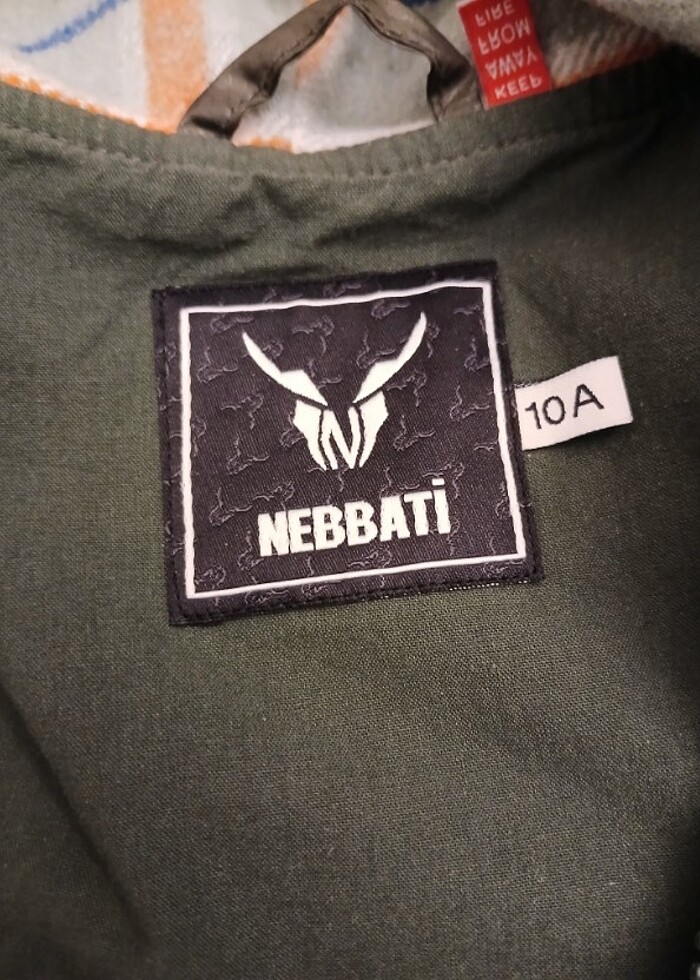 KEEP
AWAY
FROM
FIRE
10A
N
NEBBATİ